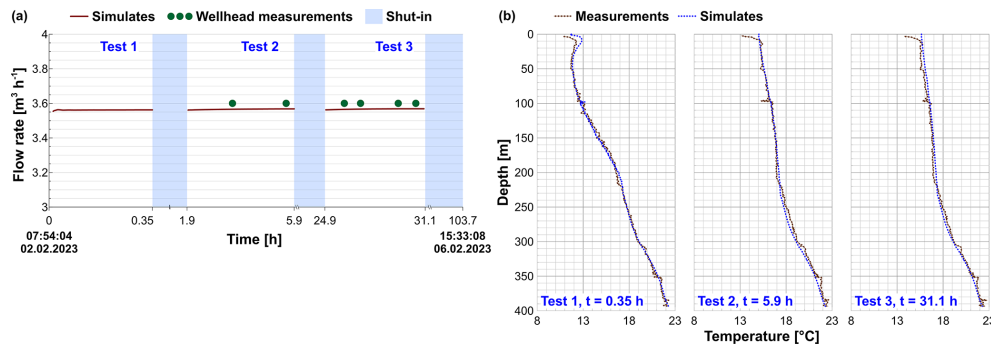 (a)
Simulates
Wellhead measurements
Shut-in
Flow rate [m³ h⁻¹]
4
3.8
3.6
3.4
3.2
3
Test 1
Test 2
Test 3
0
0.35
1.9
5.9
24.9
31.1
103.7
Time [h]
07:54:04
02.02.2023
15:33:08
06.02.2023
(b)
Measurements
Simulates
Depth [m]
0
50
100
150
200
250
300
350
400
Test 1, t = 0.35 h
Test 2, t = 5.9 h
Test 3, t = 31.1 h
8 13 18 23
8 13 18 23
8 13 18 23
Temperature [°C]